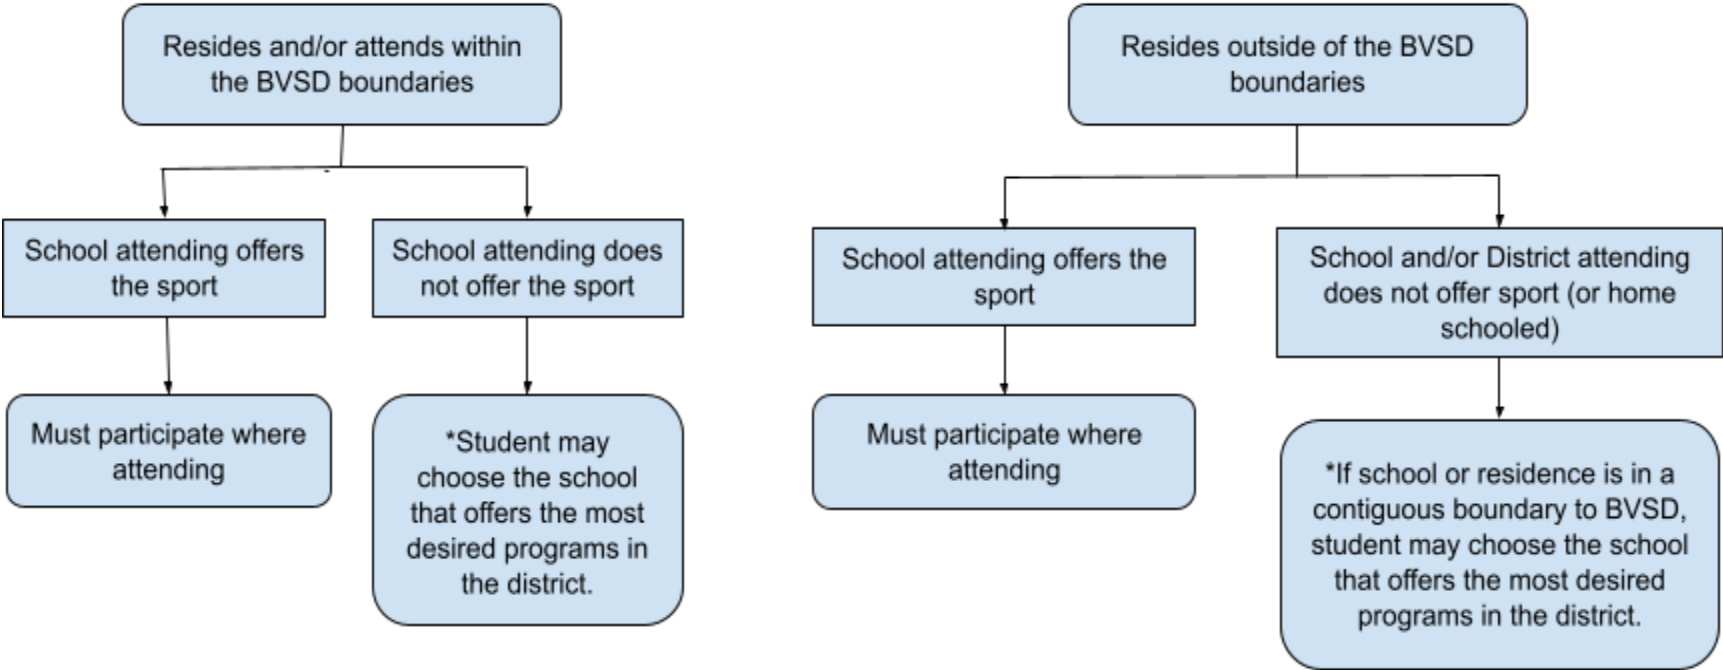 Resides and/or attends within
the BVSD boundaries
School attending offers
the sport
School attending does
not offer the sport
Must participate where
attending
*Student may
choose the school
that offers the most
desired programs in
the district.
Resides outside of the BVSD
boundaries
School attending offers the
sport
School and/or District attending
does not offer sport (or home
schooled)
Must participate where
attending
*If school or residence is in a
contiguous boundary to BVSD,
student may choose the school
that offers the most desired
programs in the district.